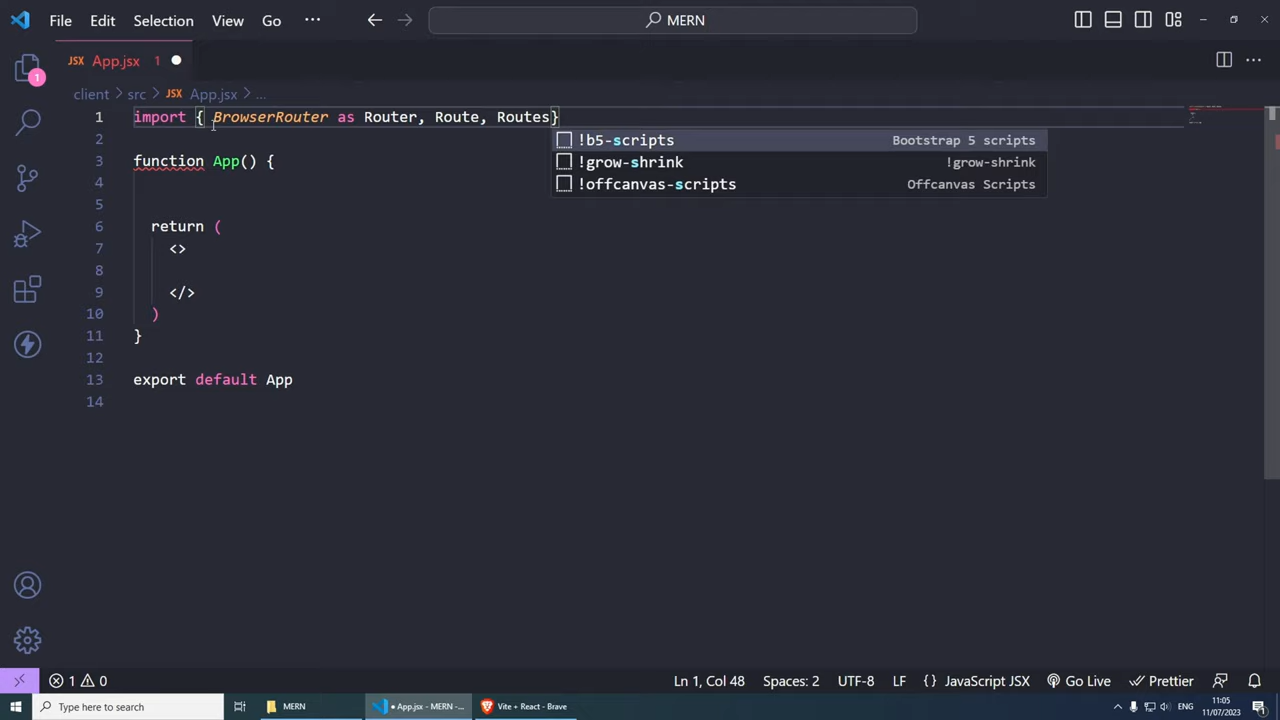 File Edit Selection View Go ··· MERN
JSX App.jsx 1
1
client > src > JSX App.jsx > ...
1 import { BrowserRouter as Router, Route, Routes}
2 !b5-scripts Bootstrap 5 scripts
!grow-shrink !grow-shrink
3 function App() {
!offcanvas-scripts Offcanvas Scripts
4
5
6 return (
7 <>
8
9 </>
10 )
11 }
12
13 export default App
14
1 0 Ln 1, Col 48 Spaces: 2 UTF-8 LF {} JavaScript JSX Go Live Prettier
Type here to search MERN • App.jsx - MERN -... Vite + React - Brave ENG 11:05
11/07/2023 1